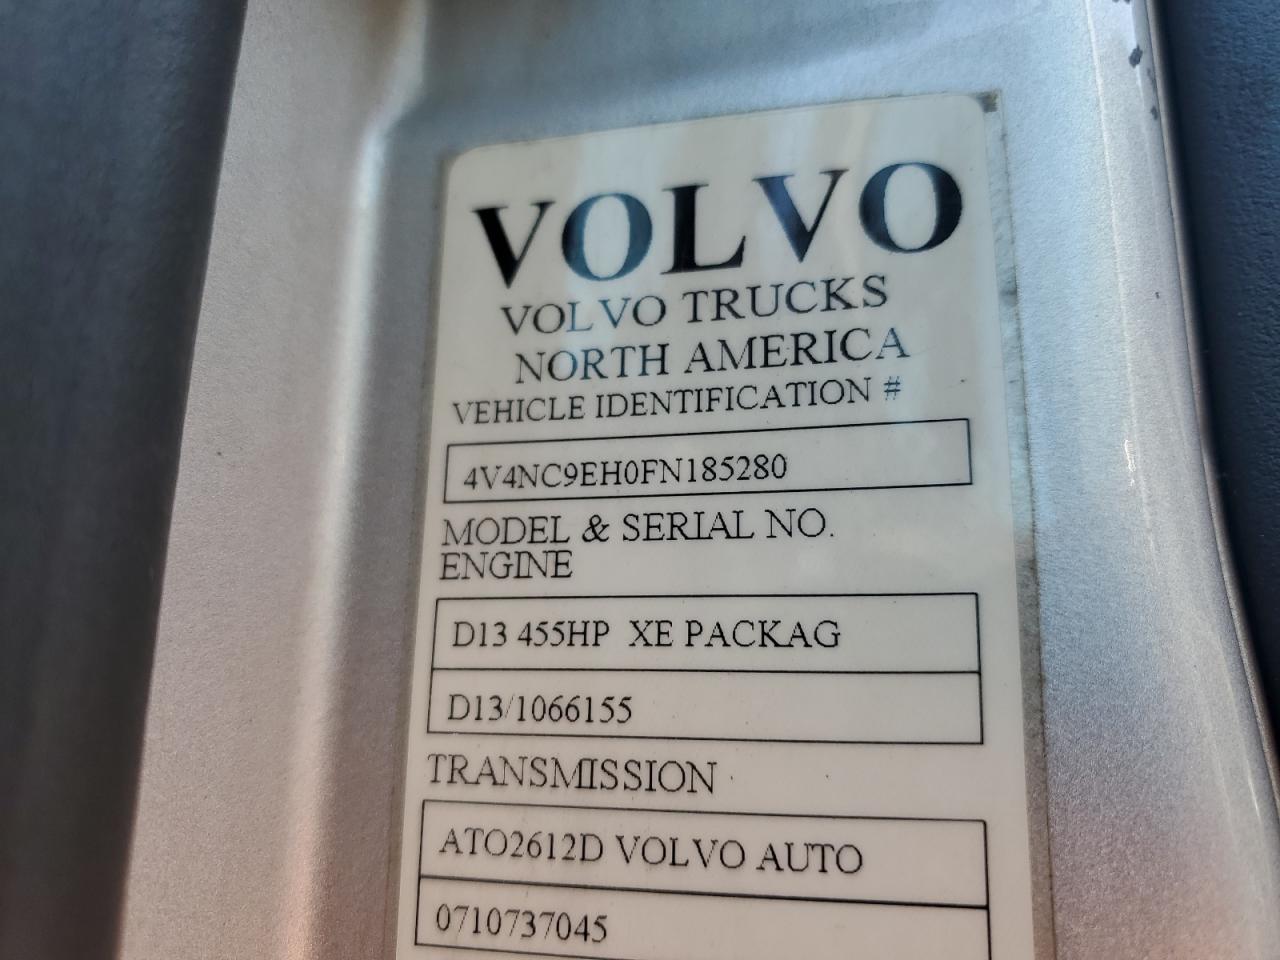 VOLVO
VOLVO TRUCKS
NORTH AMERICA
VEHICLE IDENTIFICATION #
4V4NC9EH0FN185280
MODEL & SERIAL NO.
ENGINE
D13 455HP XE PACKAG
D13/1066155
TRANSMISSION
ATO2612D VOLVO AUTO
0710737045